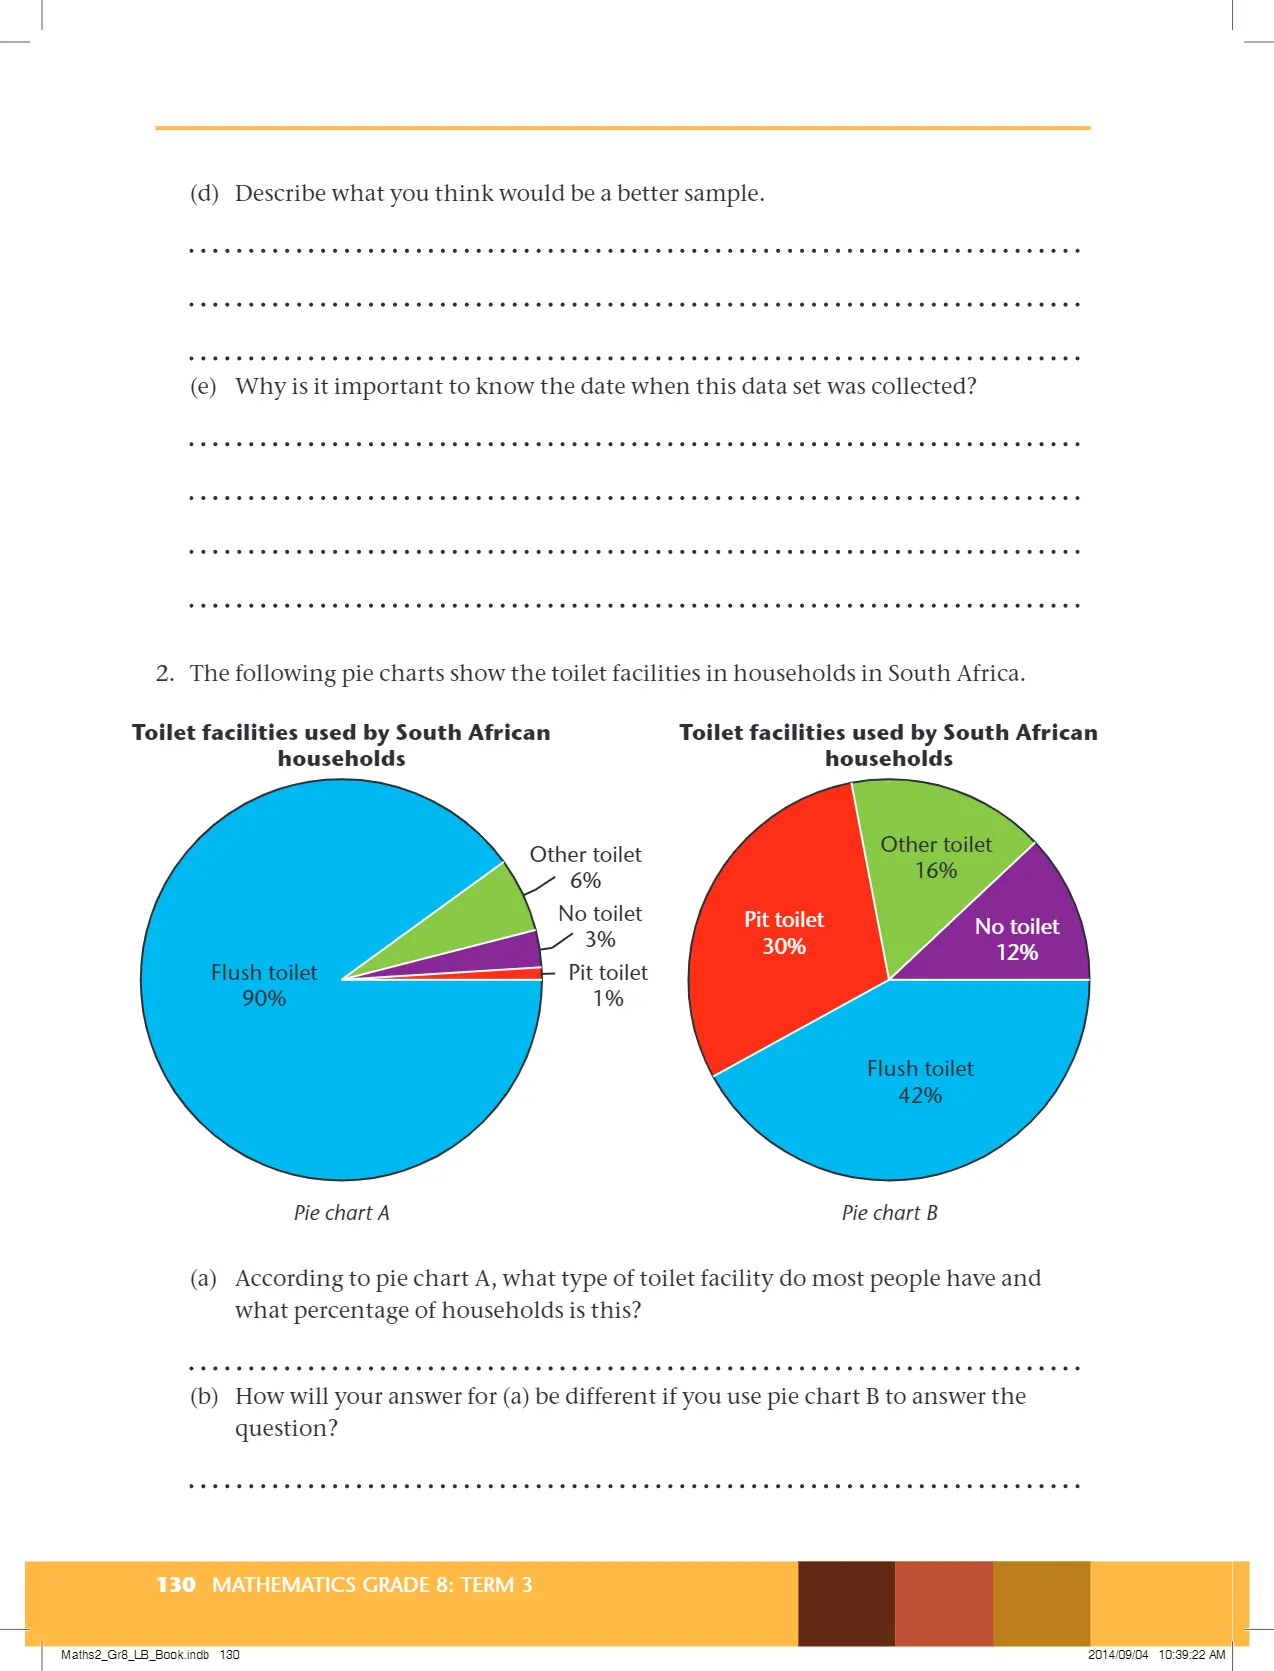 (d) Describe what you think would be a better sample.
(e) Why is it important to know the date when this data set was collected?
2. The following pie charts show the toilet facilities in households in South Africa.
Toilet facilities used by South African
households
Other toilet
6%
No toilet
3%
Flush toilet
90%
Pit toilet
1%
Pie chart A
Toilet facilities used by South African
households
Other toilet
16%
Pit toilet
30%
No toilet
12%
Flush toilet
42%
Pie chart B
(a) According to pie chart A, what type of toilet facility do most people have and
what percentage of households is this?
(b) How will your answer for (a) be different if you use pie chart B to answer the
question?
130 MATHEMATICS GRADE 8: TERM 3
Maths2_Gr8_LB_Book.indb 130
2014/09/04 10:39:22 AM